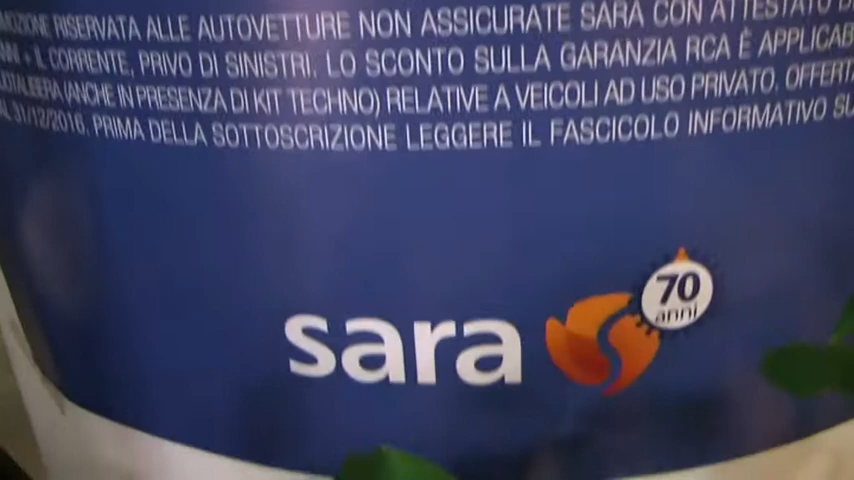 RISERVATA ALLE AUTOVETTURE NON ASSICURATE SARA CON ATTESTATO
IL CORRENTE, PRIVO DI SINISTRI. LO SCONTO SULLA GARANZIA RCA È
(ANCHE IN PRESENZA DI KIT TECHNO) RELATIVE A VEICOLI AD USO PRIVATO.
31/12/2016. PRIMA DELLA SOTTOSCRIZIONE LEGGERE IL FASCICOLO INFORMATIVO
sara
70
anni